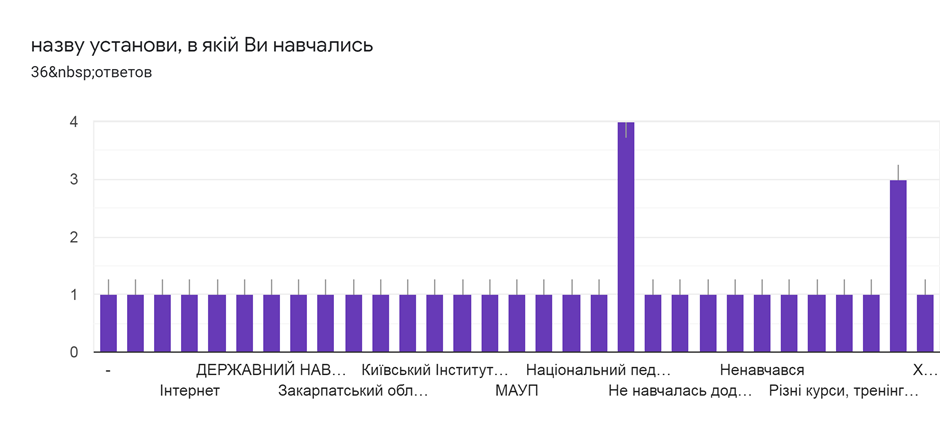 назву установи, в якій Ви навчались
36&nbsp;ответов
4
3
2
1
0
- ДЕРЖАВНИЙ НАВ… Київський Інститут… Національний пед… Ненавчався Х…
Інтернет Закарпатський обл… МАУП Не навчалась дод… Різні курси, тренінг…